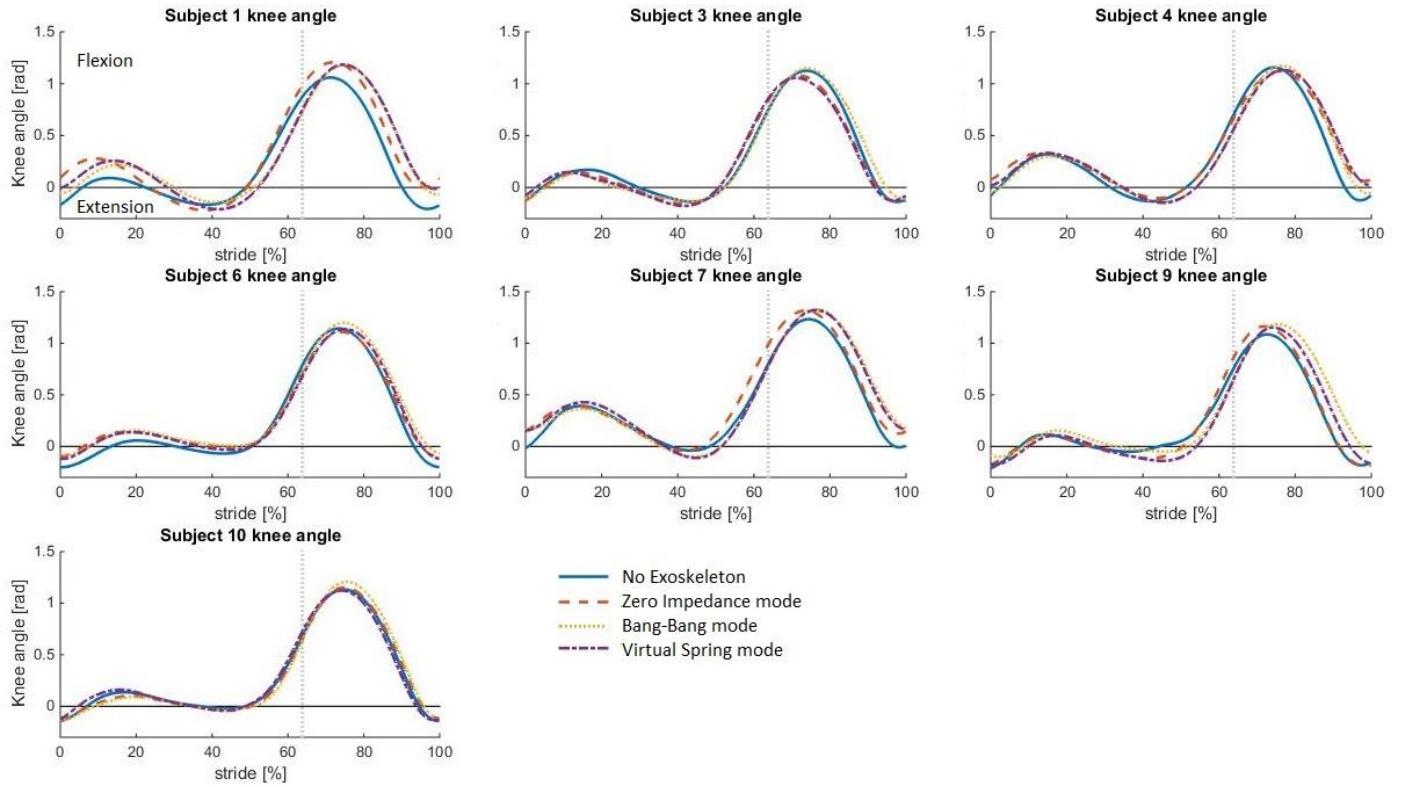 Subject 1 knee angle
Knee angle [rad]
1.5
1
0.5
0
Flexion
Extension
0 20 40 60 80 100
stride [%]
Subject 3 knee angle
1.5
1
0.5
0
0 20 40 60 80 100
stride [%]
Subject 4 knee angle
1.5
1
0.5
0
0 20 40 60 80 100
stride [%]
Subject 6 knee angle
Knee angle [rad]
1.5
1
0.5
0
0 20 40 60 80 100
stride [%]
Subject 7 knee angle
1.5
1
0.5
0
0 20 40 60 80 100
stride [%]
Subject 9 knee angle
1.5
1
0.5
0
0 20 40 60 80 100
stride [%]
Subject 10 knee angle
Knee angle [rad]
1.5
1
0.5
0
0 20 40 60 80 100
stride [%]
No Exoskeleton
Zero Impedance mode
Bang-Bang mode
Virtual Spring mode